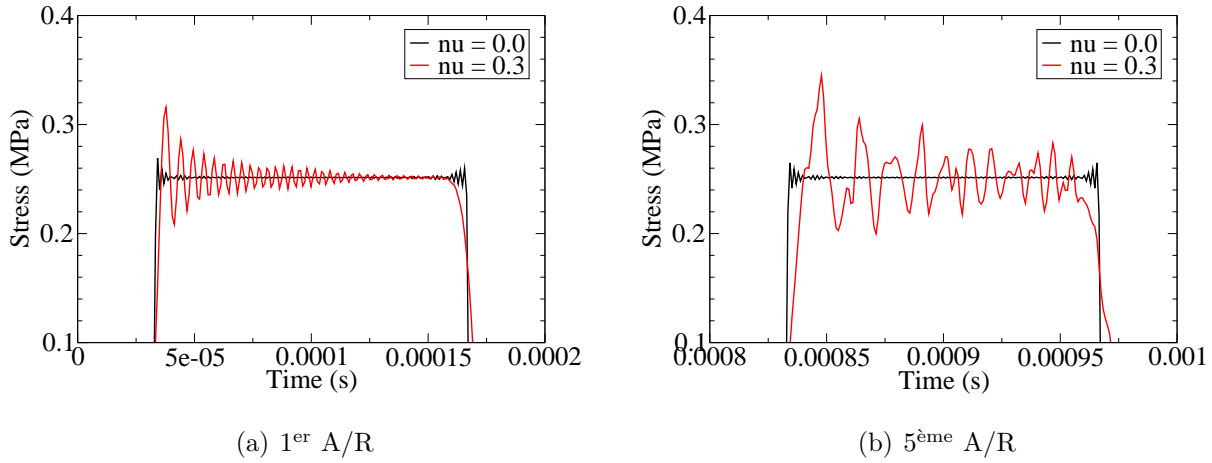 0.4
0.3
0.2
0.1
Stress (MPa)
nu = 0.0
nu = 0.3
0
5e-05
0.0001
0.00015
0.0002
Time (s)
(a) 1er A/R
0.4
0.3
0.2
0.1
Stress (MPa)
nu = 0.0
nu = 0.3
0.0008
0.00085
0.0009
0.00095
0.001
Time (s)
(b) 5ème A/R